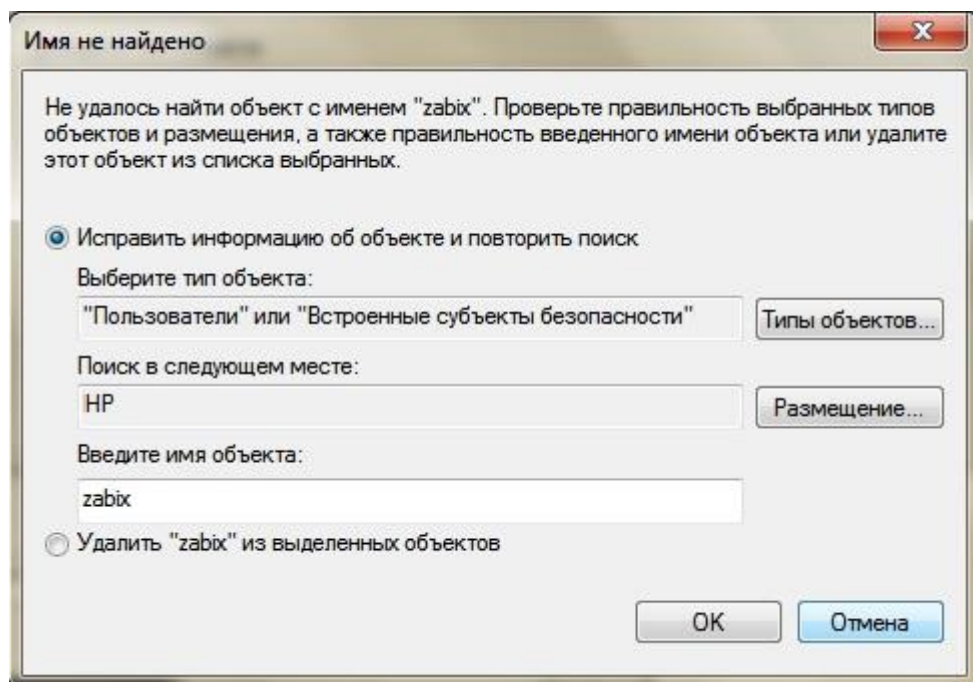 Имя не найдено
Не удалось найти объект с именем "zabix". Проверьте правильность выбранных типов
объектов и размещения, а также правильность введенного имени объекта или удалите
этот объект из списка выбранных.
Исправить информацию об объекте и повторить поиск
Выберите тип объекта:
"Пользователи" или "Встроенные субъекты безопасности"
Типы объектов...
Поиск в следующем месте:
HP
Размещение...
Введите имя объекта:
zabix
Удалить "zabix" из выделенных объектов
OK
Отмена